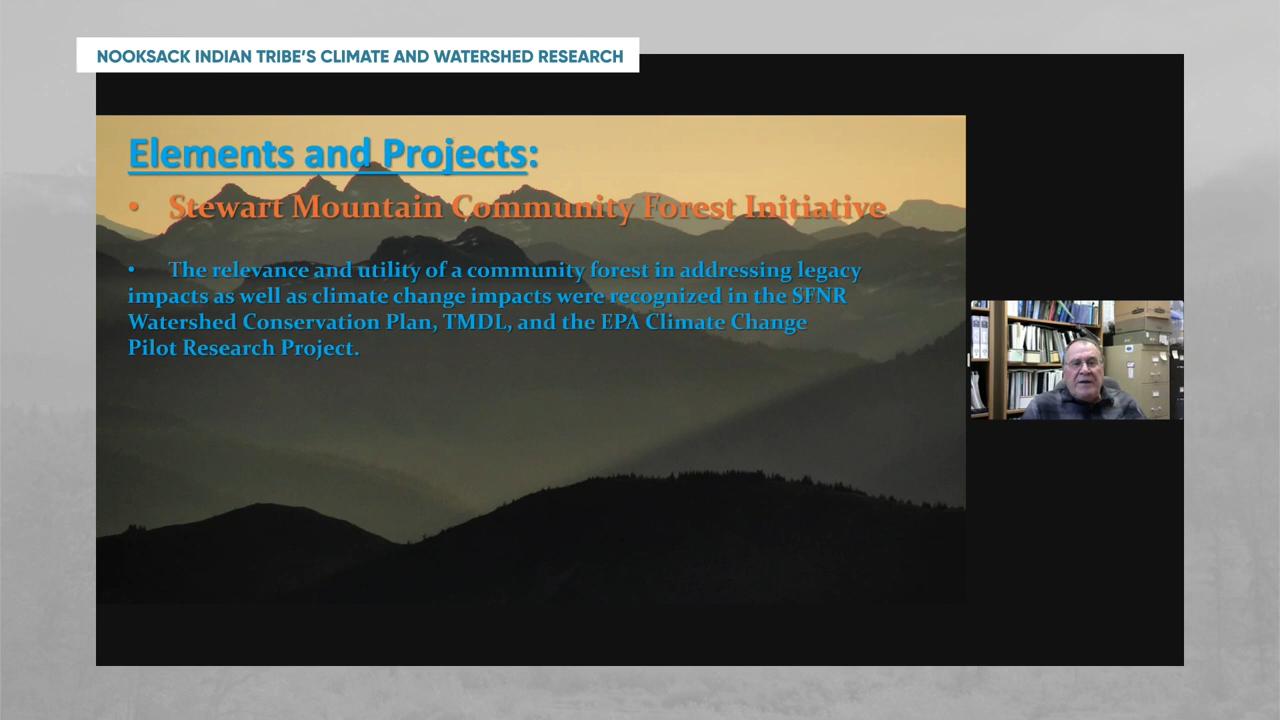 NOOKSACK INDIAN TRIBE'S CLIMATE AND WATERSHED RESEARCH
Elements and Projects:
• Stewart Mountain Community Forest Initiative
• The relevance and utility of a community forest in addressing legacy
impacts as well as climate change impacts were recognized in the SFNR
Watershed Conservation Plan, TMDL, and the EPA Climate Change
Pilot Research Project.